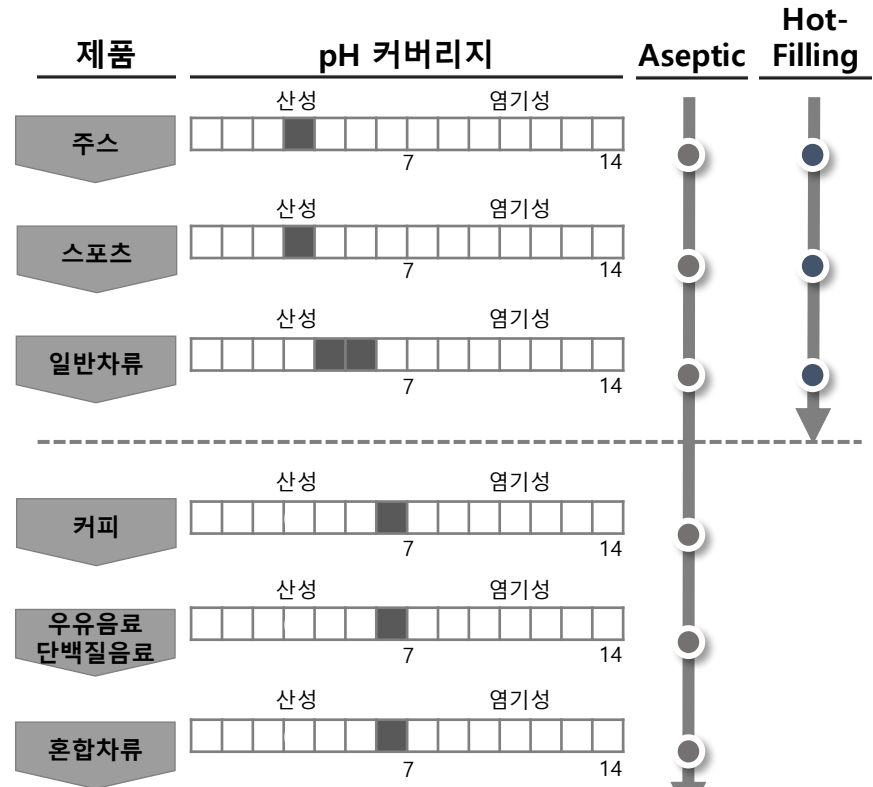 제품
pH 커버리지
Aseptic
Hot-
Filling
산성 염기성
주스
7 14
산성 염기성
스포츠
7 14
산성 염기성
일반차류
7 14
산성 염기성
커피
7 14
산성 염기성
우유음료
단백질음료
7 14
산성 염기성
혼합차류
7 14